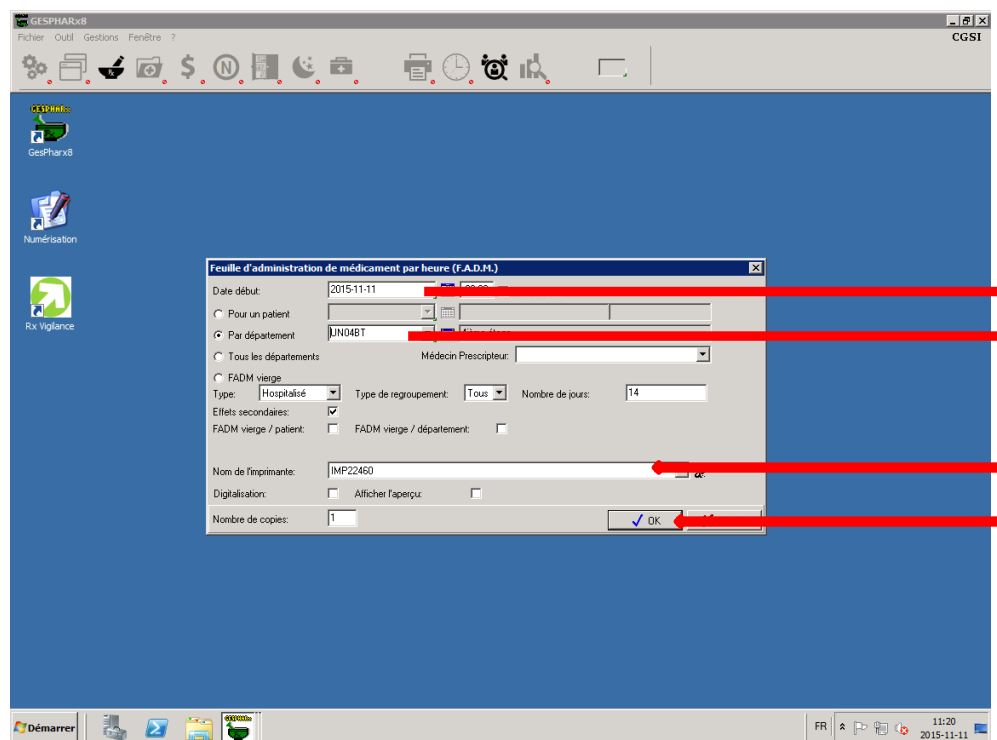 GESPHARx8
Fichier Outil Gestions Fenêtre ?
CGSI
GESPHARx8
GesPharx8
Numérisation
Rx Vigilance
Feuille d'administration de médicament par heure (F.A.D.M.)
Date début: 2015-11-11
Pour un patient
Par département UN04BT
Tous les départements Médecin Prescripteur:
FADM vierge
Type: Hospitalisé Type de regroupement: Tous Nombre de jours: 14
Effets secondaires:
FADM vierge / patient: FADM vierge / département:
Nom de l'imprimante: IMP22460
Digitalisation: Afficher l'aperçu:
Nombre de copies: 1 OK
Démarrer FR 11:20
2015-11-11